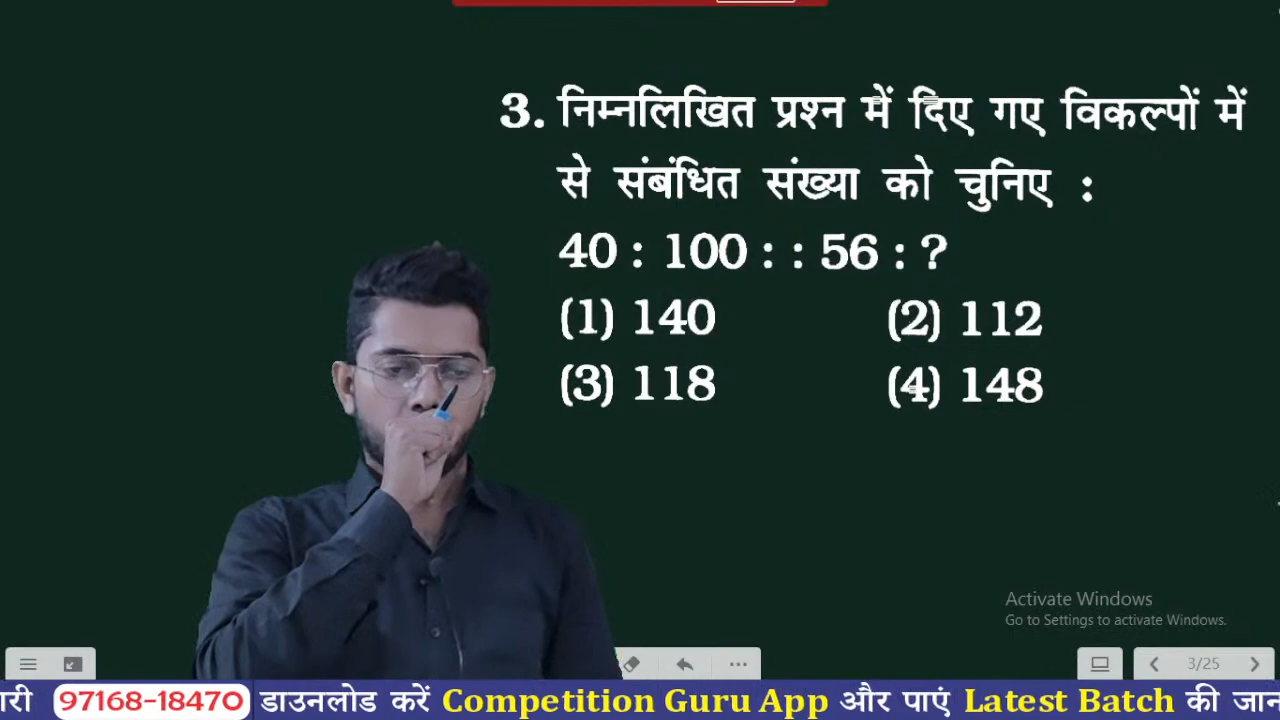 3. निम्नलिखित प्रश्न में दिए गए विकल्पों में
से संबंधित संख्या को चुनिए :
40 : 100 : : 56 : ?
(1) 140 (2) 112
(3) 118 (4) 148
Activate Windows
Go to Settings to activate Windows.
3/25
97168-18470 डाउनलोड करें Competition Guru App और पाएं Latest Batch की